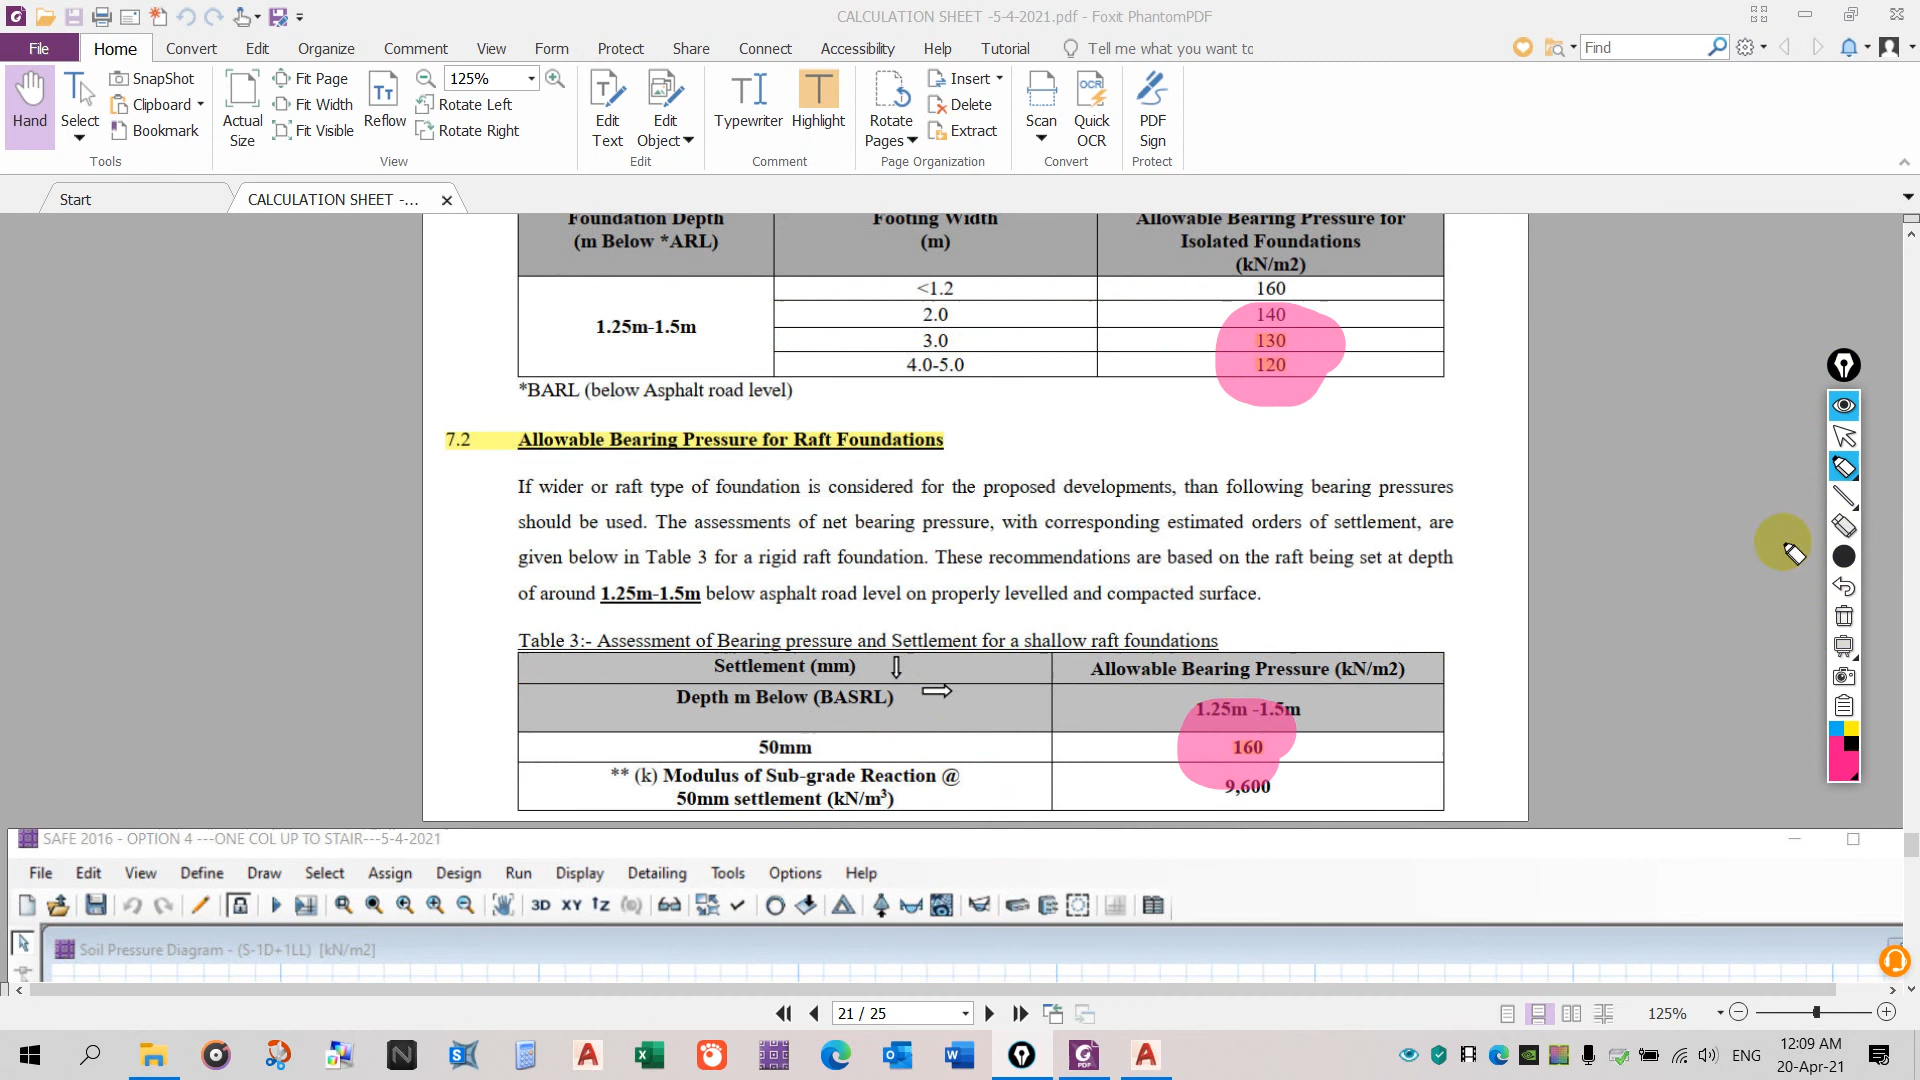 CALCULATION SHEET -5-4-2021.pdf - Foxit PhantomPDF
File Home Convert Edit Organize Comment View Form Protect Share Connect Accessibility Help Tutorial Tell me what you want to Find
Hand Select SnapShot Clipboard Bookmark Actual Size Fit Page Fit Width Fit Visible Reflow 125% Rotate Left Rotate Right Edit Text Edit Object Typewriter Highlight Rotate Pages Insert Delete Extract Scan Quick OCR PDF Sign
Tools View Edit Comment Page Organization Convert Protect
Start CALCULATION SHEET -...
Foundation Depth (m Below *ARL) Footing Width (m) Allowable Bearing Pressure for Isolated Foundations (kN/m2)
1.25m-1.5m
<1.2 160
2.0 140
3.0 130
4.0-5.0 120
*BARL (below Asphalt road level)
7.2 Allowable Bearing Pressure for Raft Foundations
If wider or raft type of foundation is considered for the proposed developments, than following bearing pressures
should be used. The assessments of net bearing pressure, with corresponding estimated orders of settlement, are
given below in Table 3 for a rigid raft foundation. These recommendations are based on the raft being set at depth
of around 1.25m-1.5m below asphalt road level on properly levelled and compacted surface.
Table 3:- Assessment of Bearing pressure and Settlement for a shallow raft foundations
Settlement (mm) Allowable Bearing Pressure (kN/m2)
Depth m Below (BASRL) 1.25m -1.5m
50mm 160
** (k) Modulus of Sub-grade Reaction @
50mm settlement (kN/m³) 9,600
SAFE 2016 - OPTION 4 ---ONE COL UP TO STAIR---5-4-2021
File Edit View Define Draw Select Assign Design Run Display Detailing Tools Options Help
3D XY
Soil Pressure Diagram - (S-1D+1LL) [kN/m2]
21 / 25 125%
ENG 12:09 AM
20-Apr-21